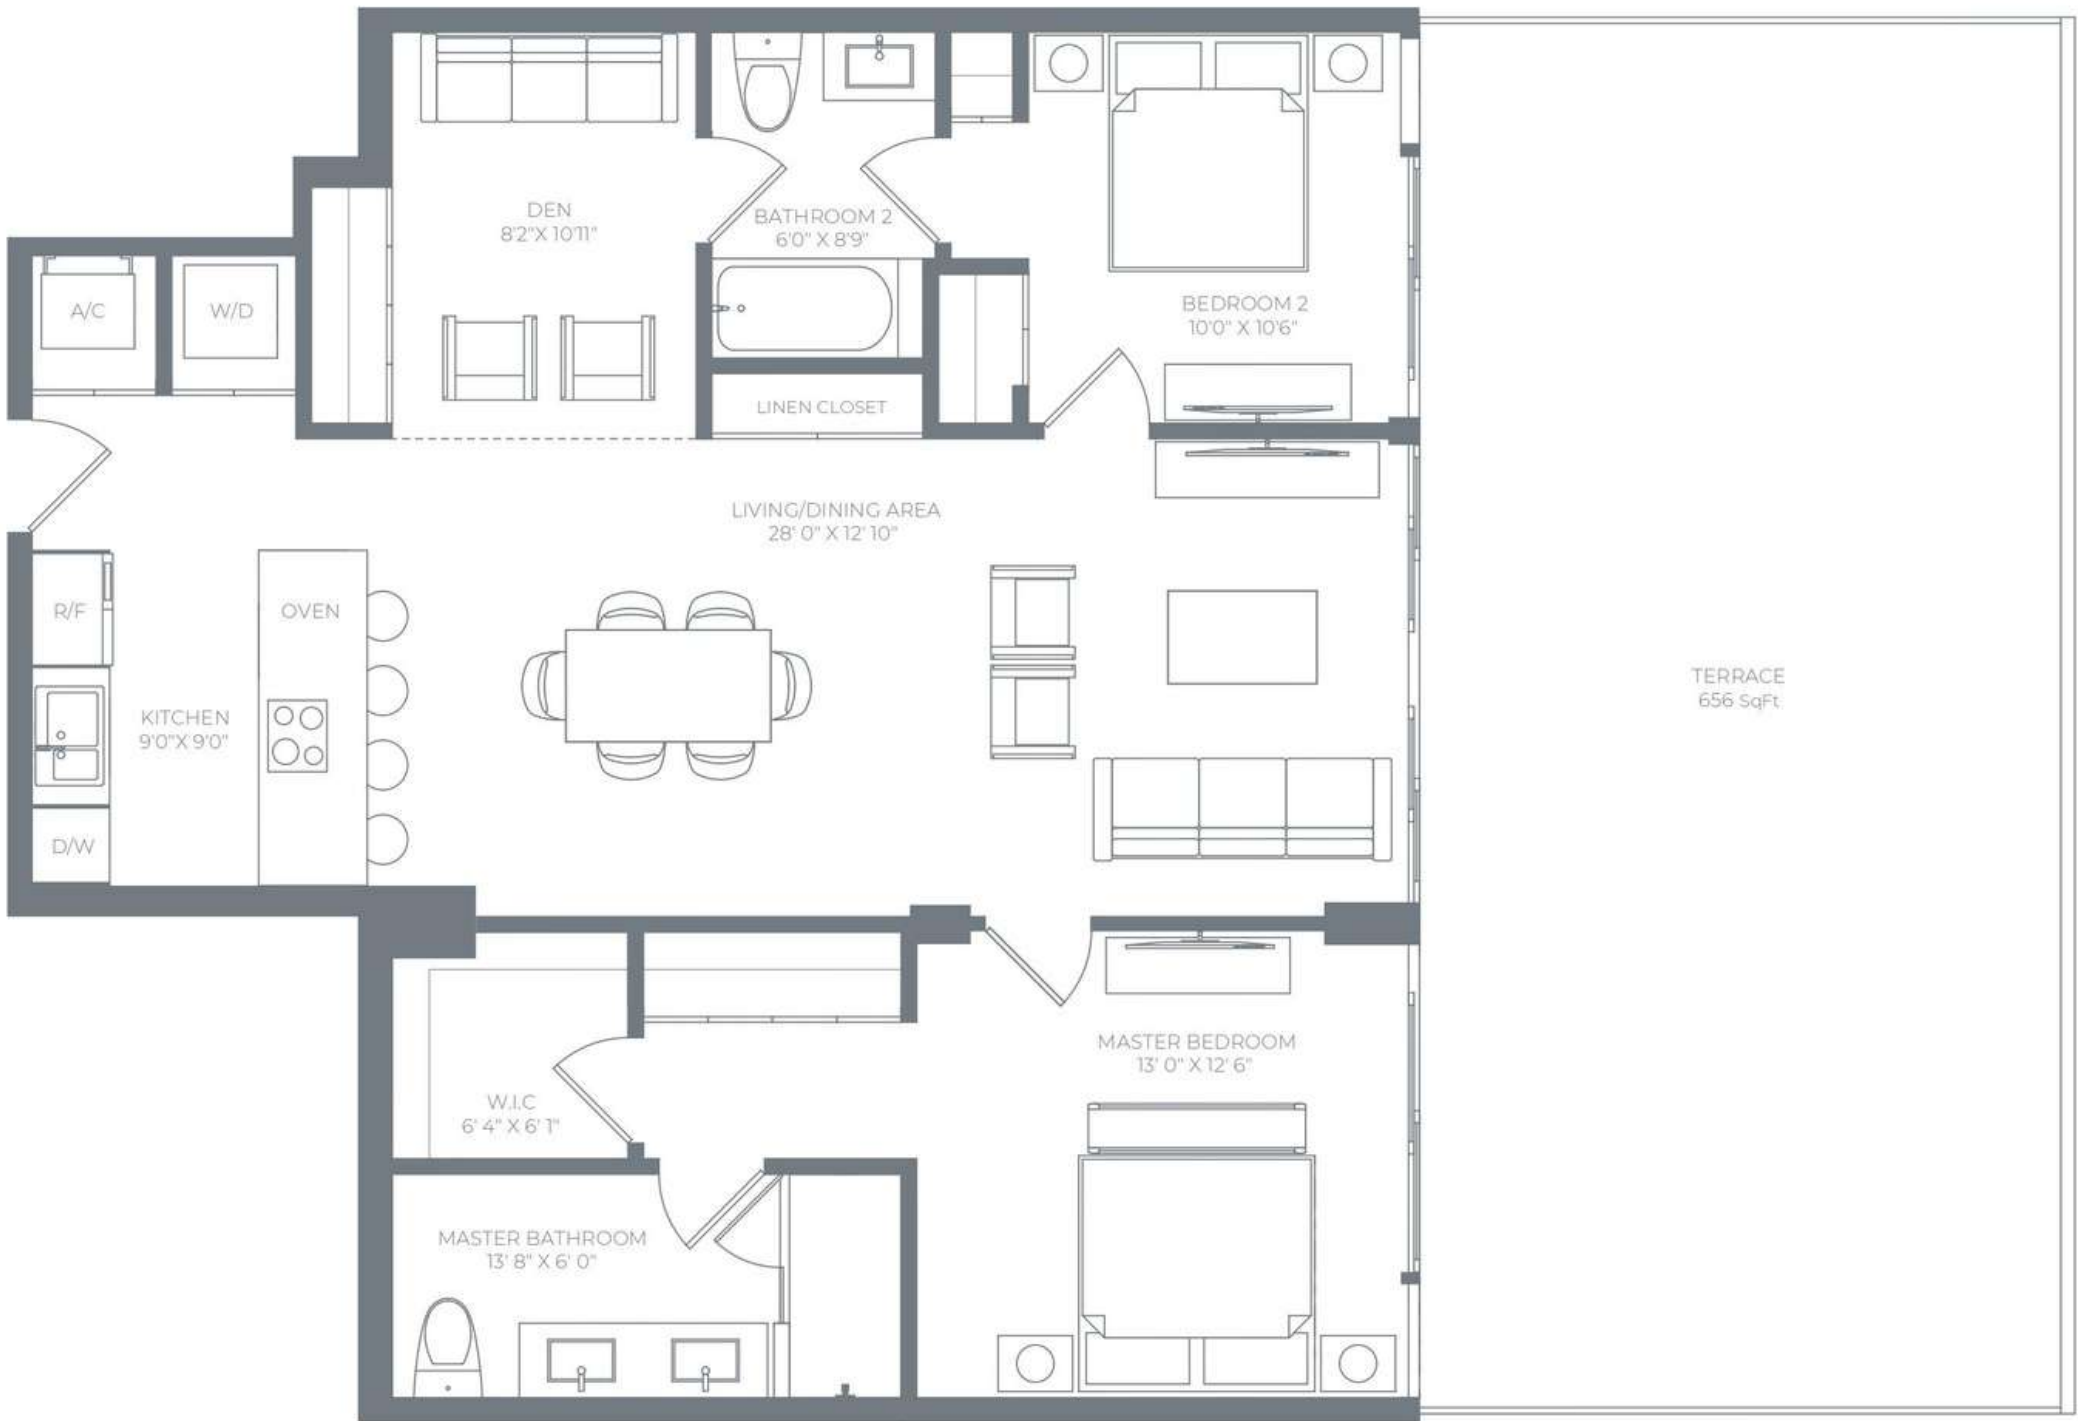 DEN
8'2"X 10'11"
BATHROOM 2
6'0" X 8'9"
A/C
W/D
BEDROOM 2
10'0" X 10'6"
LINEN CLOSET
LIVING/DINING AREA
28' 0" X 12' 10"
R/F
OVEN
KITCHEN
9'0"X 9'0"
D/W
TERRACE
656 SqFt
MASTER BEDROOM
13' 0" X 12' 6"
W.I.C
6' 4" X 6' 1"
MASTER BATHROOM
13' 8" X 6' 0"